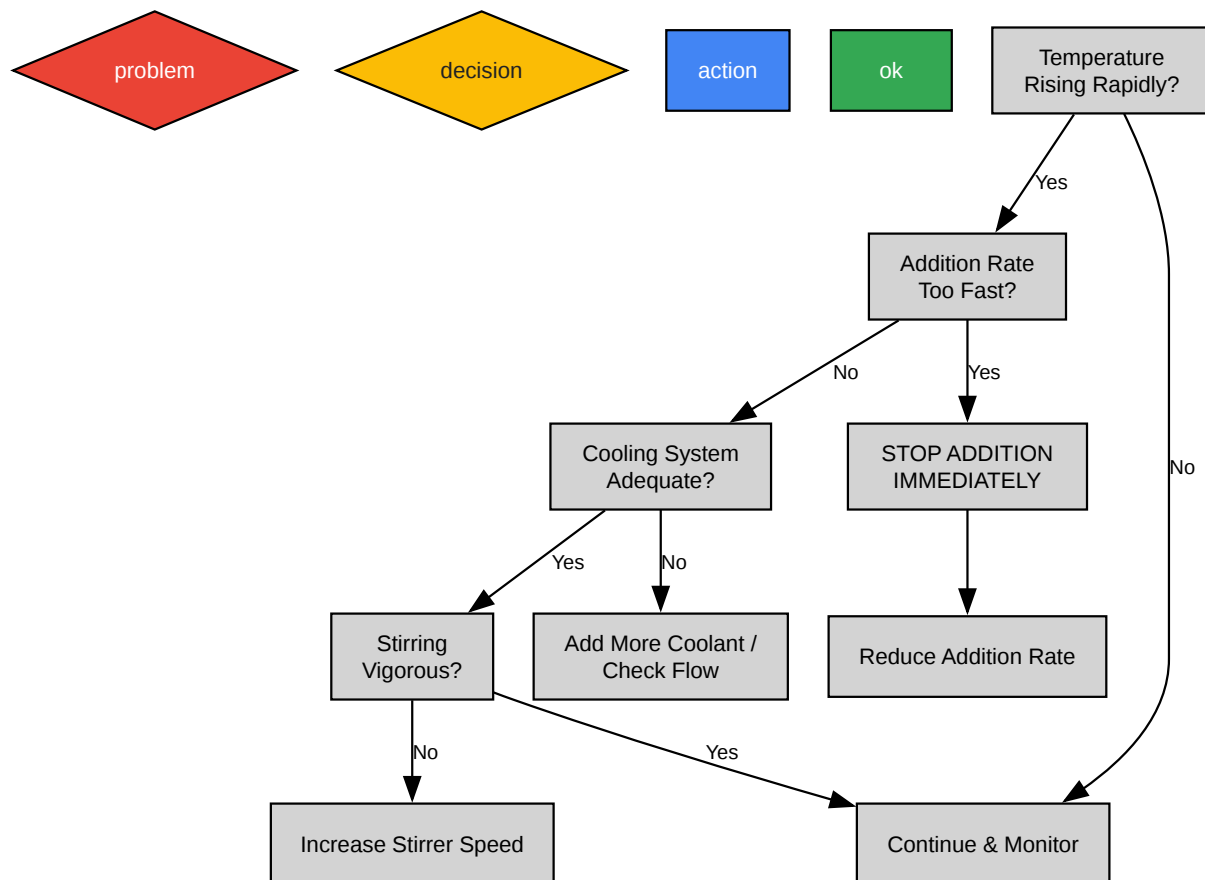 problem
decision
action
ok
Temperature
Rising Rapidly?
Yes
Addition Rate
Too Fast?
No
Yes
Cooling System
Adequate?
STOP ADDITION
IMMEDIATELY
No
Yes
No
Stirring
Vigorous?
Add More Coolant /
Check Flow
Reduce Addition Rate
No
Yes
Increase Stirrer Speed
Continue & Monitor